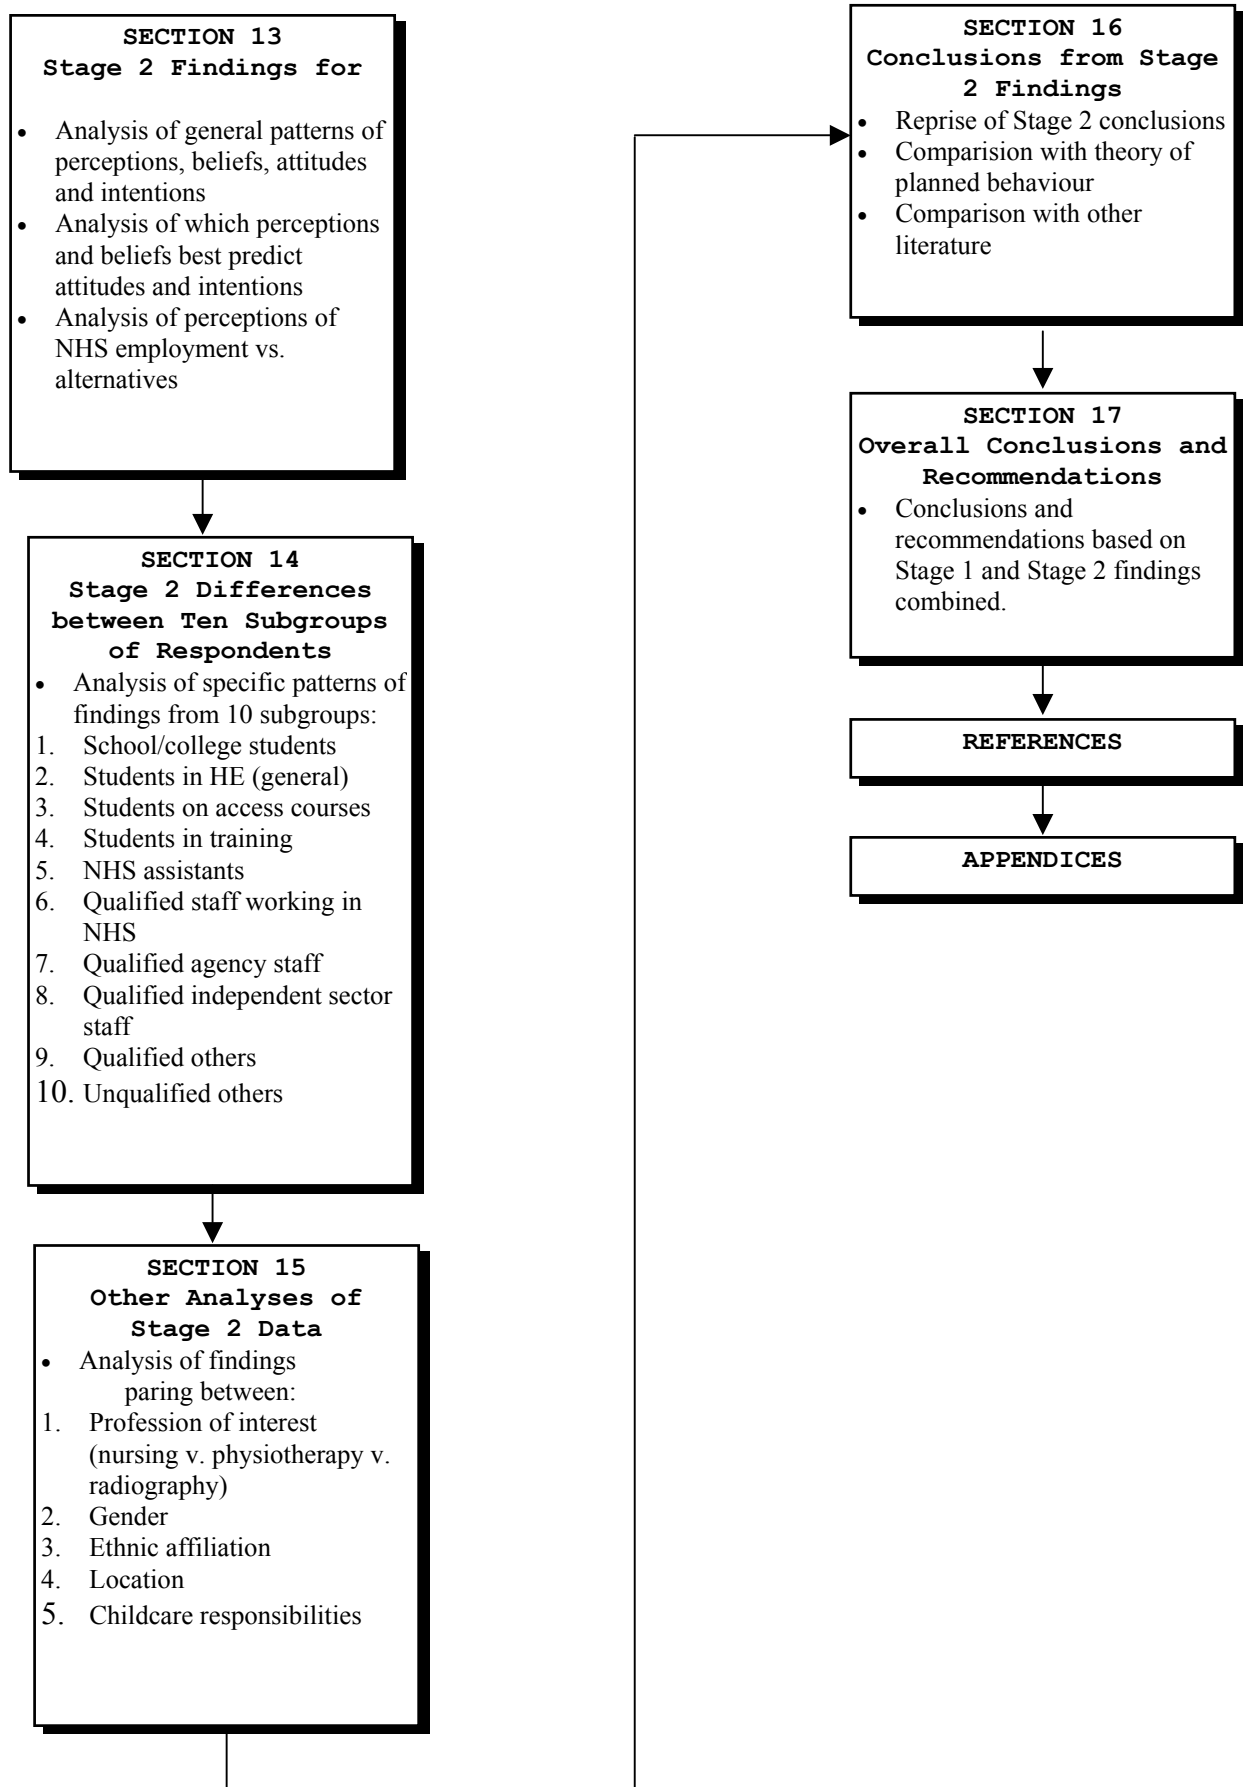 SECTION 13
Stage 2 Findings for
• Analysis of general patterns of
perceptions, beliefs, attitudes
and intentions
• Analysis of which perceptions
and beliefs best predict
attitudes and intentions
• Analysis of perceptions of
NHS employment vs.
alternatives
SECTION 14
Stage 2 Differences
between Ten Subgroups
of Respondents
• Analysis of specific patterns of
findings from 10 subgroups:
1. School/college students
2. Students in HE (general)
3. Students on access courses
4. Students in training
5. NHS assistants
6. Qualified staff working in
NHS
7. Qualified agency staff
8. Qualified independent sector
staff
9. Qualified others
10. Unqualified others
SECTION 15
Other Analyses of
Stage 2 Data
• Analysis of findings
paring between:
1. Profession of interest
(nursing v. physiotherapy v.
radiography)
2. Gender
3. Ethnic affiliation
4. Location
5. Childcare responsibilities
SECTION 16
Conclusions from Stage
2 Findings
• Reprise of Stage 2 conclusions
• Comparision with theory of
planned behaviour
• Comparison with other
literature
SECTION 17
Overall Conclusions and
Recommendations
• Conclusions and
recommendations based on
Stage 1 and Stage 2 findings
combined.
REFERENCES
APPENDICES